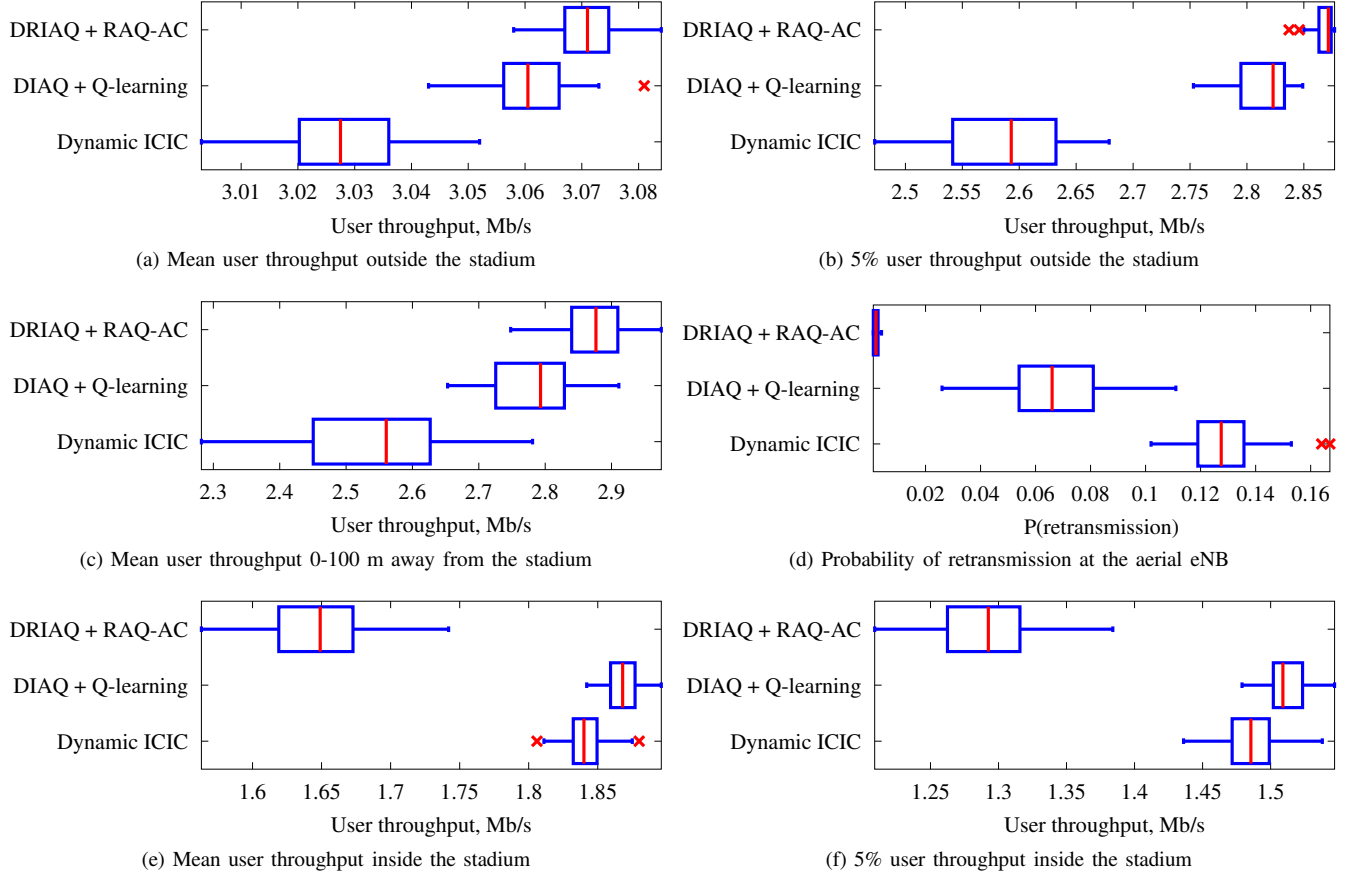 DRIAQ + RAQ-AC
DIAQ + Q-learning
Dynamic ICIC
3.01 3.02 3.03 3.04 3.05 3.06 3.07 3.08
User throughput, Mb/s
(a) Mean user throughput outside the stadium
DRIAQ + RAQ-AC
DIAQ + Q-learning
Dynamic ICIC
2.5 2.55 2.6 2.65 2.7 2.75 2.8 2.85
User throughput, Mb/s
(b) 5% user throughput outside the stadium
DRIAQ + RAQ-AC
DIAQ + Q-learning
Dynamic ICIC
2.3 2.4 2.5 2.6 2.7 2.8 2.9
User throughput, Mb/s
(c) Mean user throughput 0-100 m away from the stadium
DRIAQ + RAQ-AC
DIAQ + Q-learning
Dynamic ICIC
0.02 0.04 0.06 0.08 0.1 0.12 0.14 0.16
P(retransmission)
(d) Probability of retransmission at the aerial eNB
DRIAQ + RAQ-AC
DIAQ + Q-learning
Dynamic ICIC
1.6 1.65 1.7 1.75 1.8 1.85
User throughput, Mb/s
(e) Mean user throughput inside the stadium
DRIAQ + RAQ-AC
DIAQ + Q-learning
Dynamic ICIC
1.25 1.3 1.35 1.4 1.45 1.5
User throughput, Mb/s
(f) 5% user throughput inside the stadium